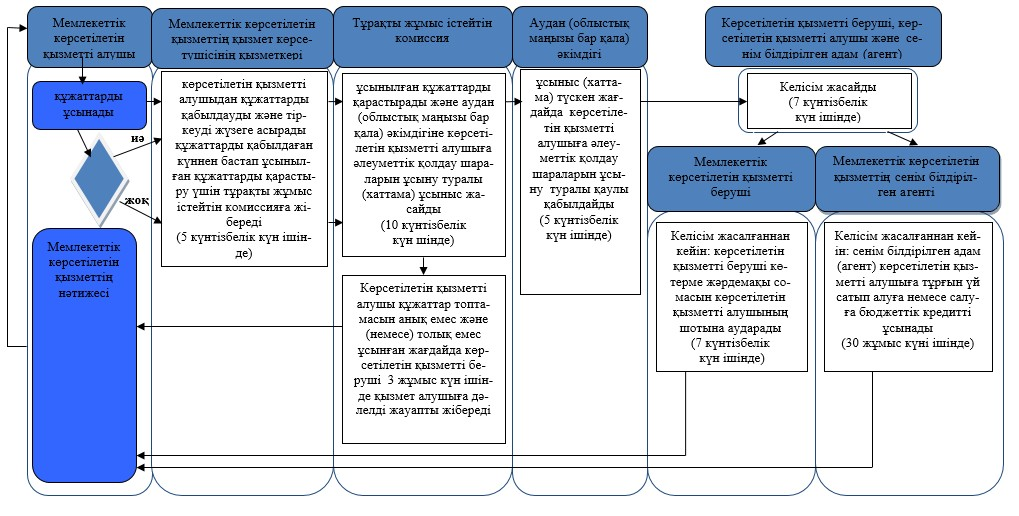 Мемлекеттік
көрсетілетін
қызметті алушы
Мемлекеттік көрсетілетін
қызметтің қызмет көрсе-
түшісінің қызметкері
Тұрақты жұмыс істейтін
комиссия
Аудан (облыстық
маңызы бар қала)
әкімдігі
Көрсетілетін қызметті беруші, көр-
сетілетін қызметті алушы және се-
нім білдірілген адам (агент)
құжаттарды
ұсынады
ия
жоқ
Мемлекеттік
көрсетілетін
қызметтің
нәтижесі
көрсетілетін қызметті
алушыдан құжаттарды
қабылдауды және тір-
кеуді жүзеге асырады
құжаттарды қабылдаған
күннен бастап ұсыныл-
ған құжаттарды қарасты-
ру үшін тұрақты жұмыс
істейтін комиссияға жі-
береді
(5 күнтізбелік күн ішін-
де)
ұсынылған құжаттарды
қарастырады және аудан
(облыстық маңызы бар
қала) әкімдігіне көрсеті-
летін қызметті алушыға
әлеуметтік қолдау шара-
ларын ұсыну туралы
(хаттама) ұсыныс жа-
сайды
(10 күнтізбелік
күн ішінде)
Көрсетілетін қызметті
алушы құжаттар топта-
масын анық емес және
(немесе) толық емес
ұсынған жағдайда көр-
сетілетін қызметті бе-
руші 3 жұмыс күн ішін-
де қызмет алушыға дә-
лелді жауапты жібереді
ұсыныс (хатта-
ма) түскен жағ-
дайда көрсетіле-
тін қызметті
алушыға әлеу-
меттік қолдау
шараларын ұсы-
ну туралы қаулы
қабылдайды
(5 күнтізбелік
күн ішінде)
Келісім жасайды
(7 күнтізбелік
күн ішінде)
Мемлекеттік
көрсетілетін қызметті
беруші
Мемлекеттік көрсетілетін
қызметтің сенім білдіріл-
ген агенті
Келісім жасалғаннан
кейін: көрсетілетін
қызметті беруші кө-
терме жәрдемақы со-
масын көрсетілетін
қызметті алушының
шотына аударады
(7 күнтізбелік
күн ішінде)
Келісім жасалғаннан кей-
ін: сенім білдірілген адам
(агент) көрсетілетін қыз-
метті алушыға тұрғын үй
сатып алуға немесе салу-
ға бюджеттік кредитті
ұсынады
(30 жұмыс күні ішінде)